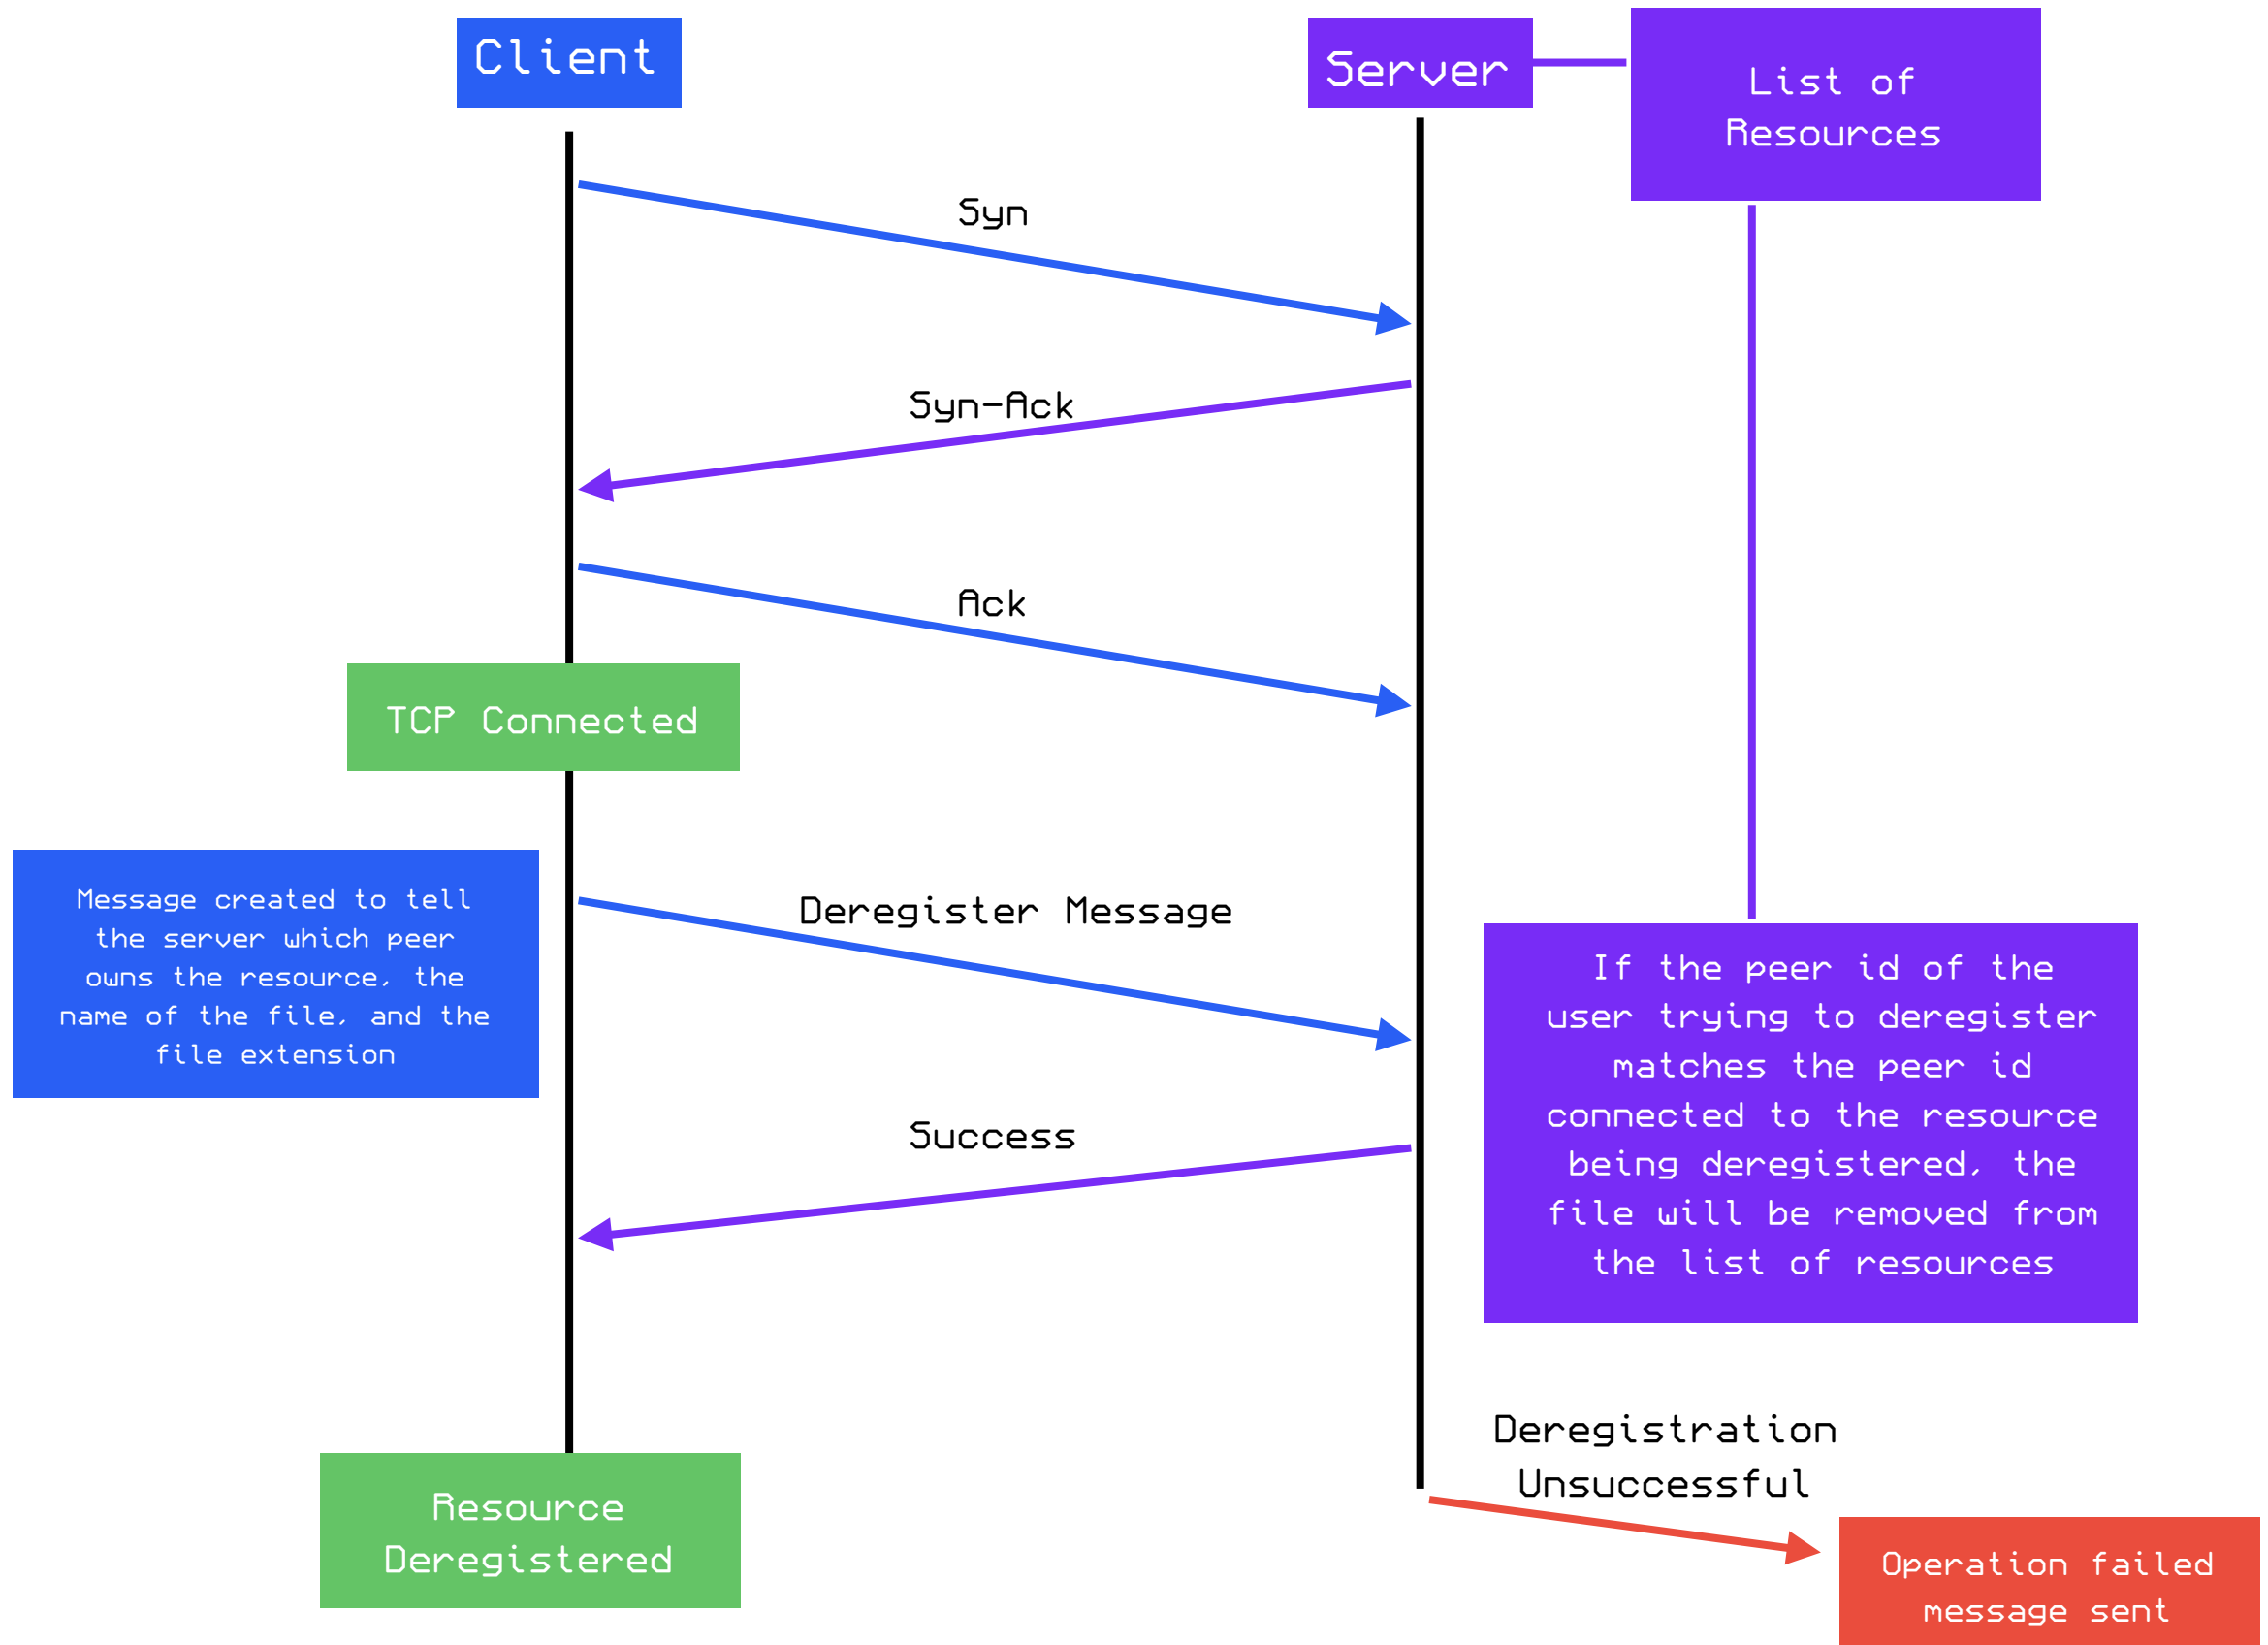 Client
Server
List of
Resources
Syn
Syn-Ack
Ack
TCP Connected
Message created to tell
the server which peer
owns the resource, the
name of the file, and the
file extension
Deregister Message
If the peer id of the
user trying to deregister
matches the peer id
connected to the resource
being deregistered, the
file will be removed from
the list of resources
Success
Deregistration
Unsuccessful
Resource
Deregistered
Operation failed
message sent